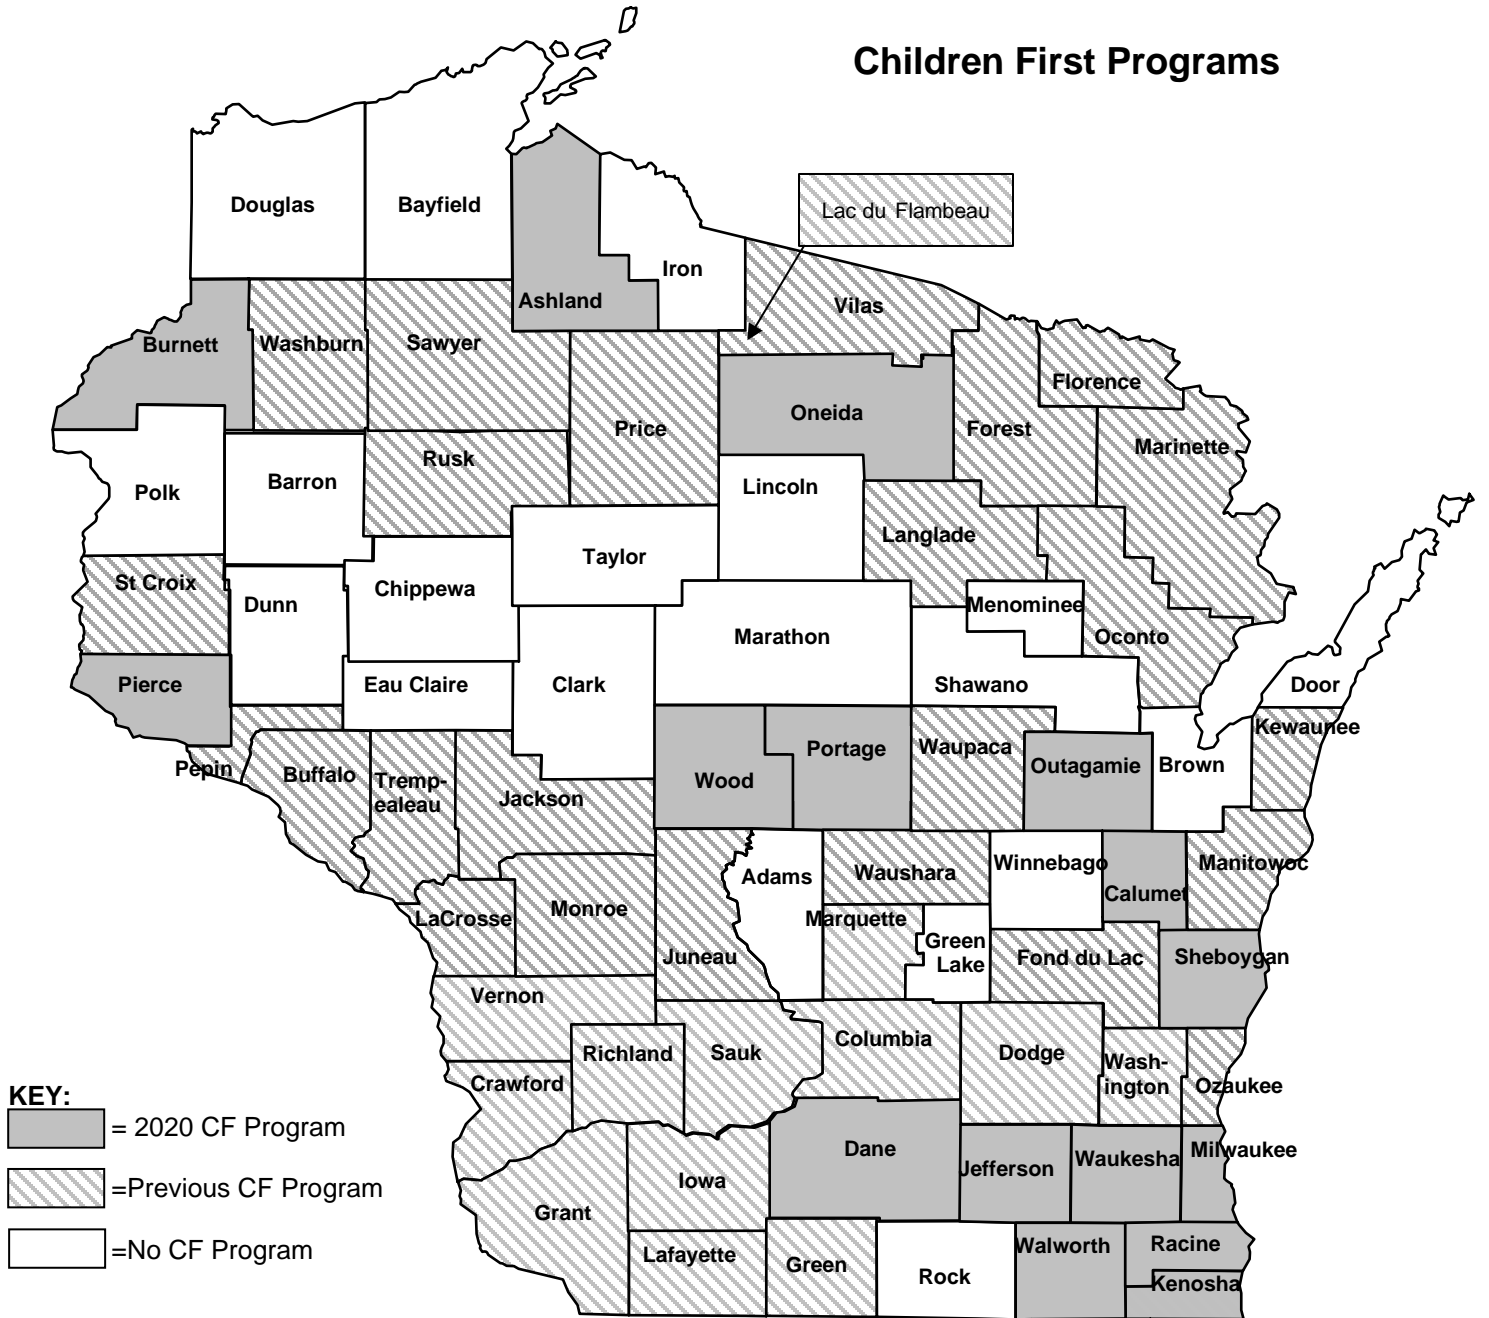 Children First Programs
Lac du Flambeau
Douglas
Bayfield
Iron
Ashland
Vilas
Burnett
Washburn
Sawyer
Florence
Oneida
Price
Forest
Marinette
Rusk
Barron
Polk
Lincoln
Langlade
Taylor
St Croix
Chippewa
Dunn
Menominee
Marathon
Oconto
Pierce
Eau Claire
Clark
Shawano
Door
Kewaunee
Waupaca
Portage
Outagamie
Brown
Pepin
Buffalo
Tremp-
ealeau
Wood
Jackson
Winnebago
Manitowoc
Waushara
Adams
Calumet
Monroe
LaCrosse
Marquette
Green
Lake
Juneau
Fond du Lac
Sheboygan
Vernon
Columbia
Richland
Sauk
Dodge
Wash-
ington
Crawford
Ozaukee
KEY:
= 2020 CF Program
=Previous CF Program
=No CF Program
Dane
Jefferson
Waukesha
Milwaukee
Iowa
Grant
Lafayette
Green
Rock
Walworth
Racine
Kenosha